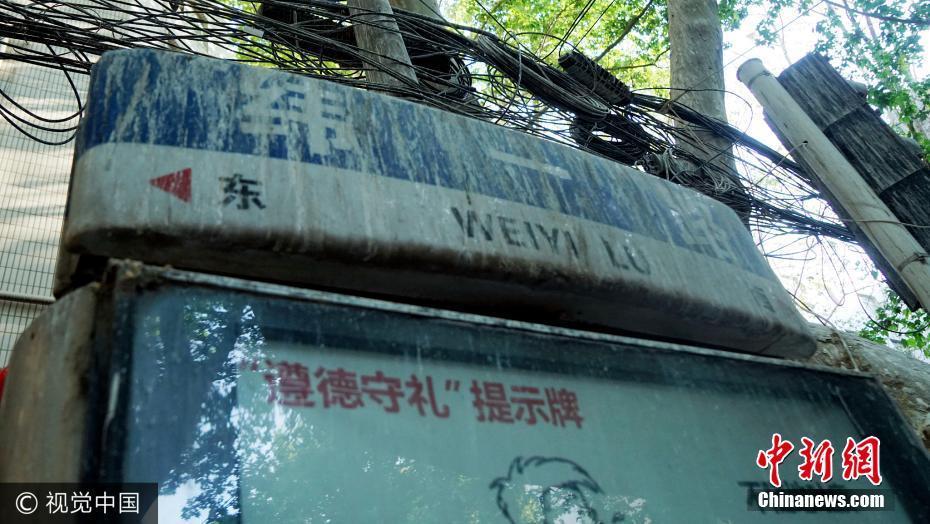 纬一路
东
WEIYI LU
“遵德守礼”提示牌
中新网
Chinanews.com
© 视觉中国